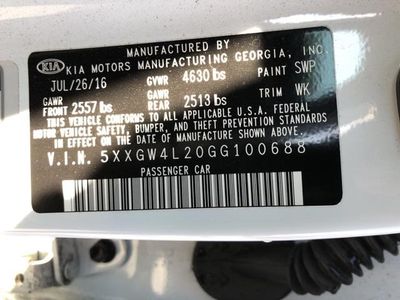 MANUFACTURED BY
KIA KIA MOTORS MANUFACTURING GEORGIA, INC.
JUL/26/16 GVWR 4630 lbs PAINT SWP
GAWR GAWR
FRONT 2557 lbs REAR 2513 lbs TRIM WK
THIS VEHICLE CONFORMS TO ALL APPLICABLE U.S.A. FEDERAL
MOTOR VEHICLE SAFETY, BUMPER, AND THEFT PREVENTION STANDARDS
IN EFFECT ON THE DATE OF MANUFACTURE SHOWN ABOVE.
V.I.N. 5XXGW4L20GG100688
PASSENGER CAR